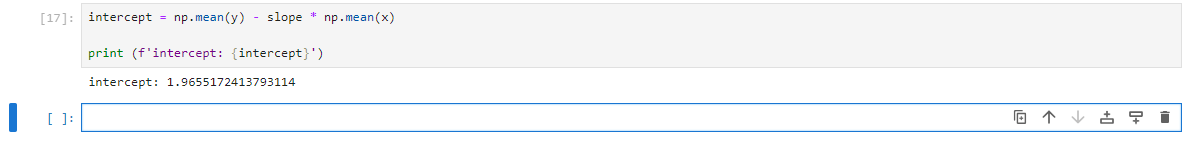 [17]: intercept = np.mean(y) - slope * np.mean(x)
print (f'intercept: {intercept}')
intercept: 1.9655172413793114
[ ]: